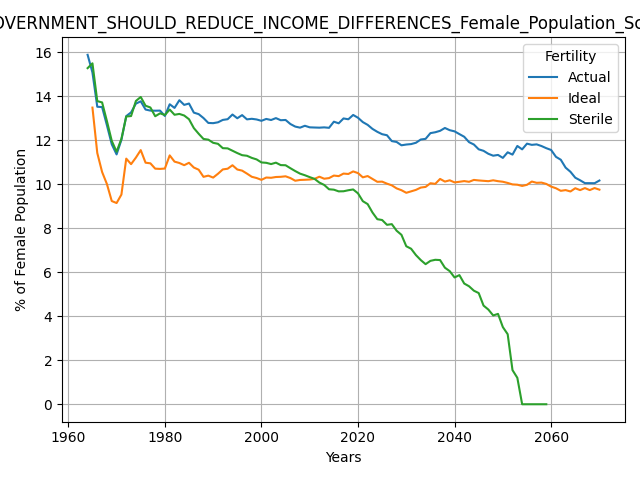 OVERNMENT_SHOULD_REDUCE_INCOME_DIFFERENCES_Female_Population_Sc
Fertility
Actual
Ideal
Sterile
% of Female Population
16
14
12
10
8
6
4
2
0
1960 1980 2000 2020 2040 2060
Years